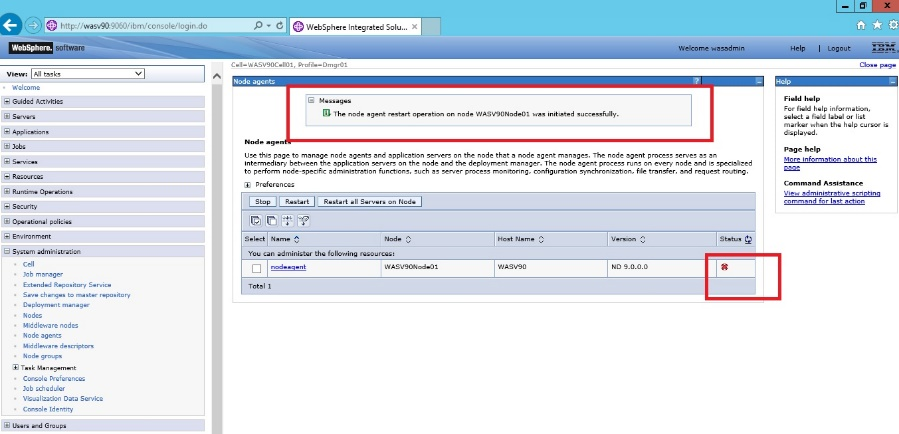 http://wasv90:9060/ibm/console/login.do
WebSphere Integrated Solu...
WebSphere. software
Welcome wasadmin
Help
Logout
IBM.
Cell=WASV90Cell01, Profile=Dmgr01
Close page
View: All tasks
Welcome
Guided Activities
Servers
Applications
Jobs
Services
Resources
Runtime Operations
Security
Operational policies
Environment
System administration
Cell
Job manager
Extended Repository Service
Save changes to master repository
Deployment manager
Nodes
Middleware nodes
Node agents
Middleware descriptors
Node groups
Task Management
Console Preferences
Job scheduler
Visualization Data Service
Console Identity
Users and Groups
Node agents
?
Messages
The node agent restart operation on node WASV90Node01 was initiated successfully.
Node agents
Use this page to manage node agents and application servers on the node that a node agent manages. The node agent process serves as an
intermediary between the application servers on the node and the deployment manager. The node agent process runs on every node and is specialized
to perform node-specific administration functions, such as server process monitoring, configuration synchronization, file transfer, and request routing.
Preferences
Stop
Restart
Restart all Servers on Node
Select Name Node Host Name Version Status
You can administer the following resources:
nodeagent WASV90Node01 WASV90 ND 9.0.0.0
Total 1
Help
Field help
For field help information,
select a field label or list
marker when the help cursor is
displayed.
Page help
More information about this
page
Command Assistance
View administrative scripting
command for last action